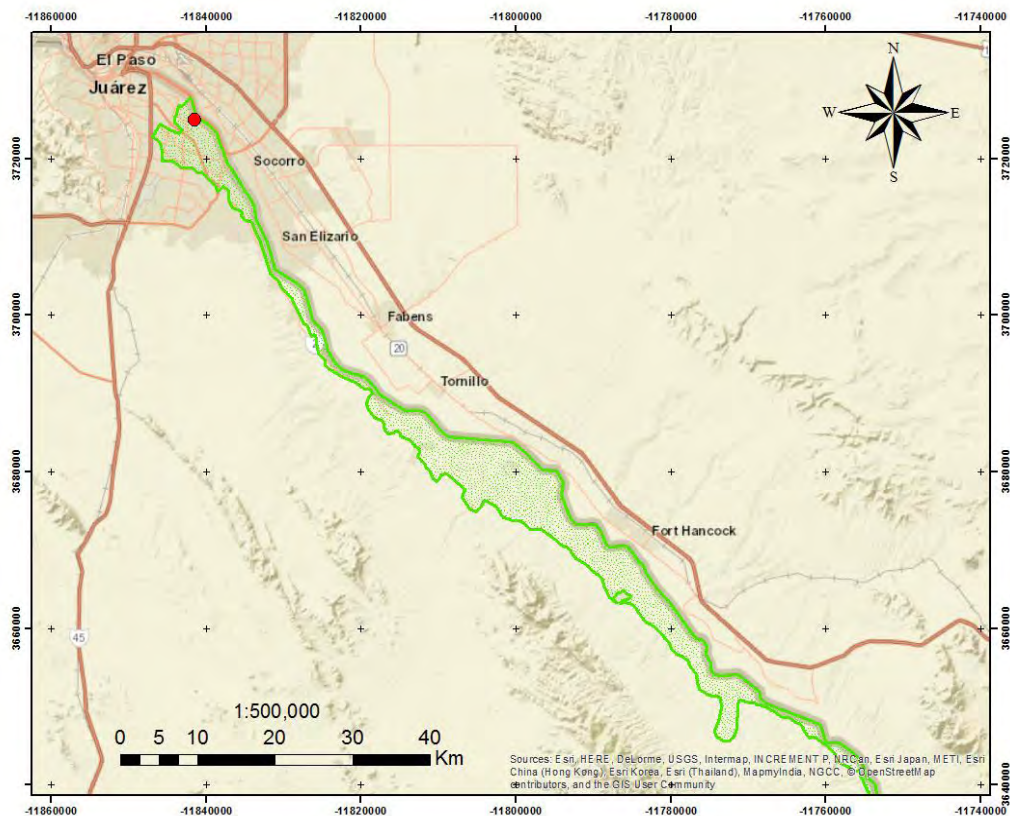 -11860000 -11840000 -11820000 -11800000 -11780000 -11760000 -11740000
El Paso
Juárez
N
W E
S
3720000 3720000
Socorro
San Elizario
3700000 3700000
Fabens
20
Tornillo
3680000 3680000
Fort Hancock
3660000 3660000
45
1:500,000
0 5 10 20 30 40
Km
Sources: Esri, HERE, DeLorme, USGS, Intermap, INCREMENT P, NRCan, Esri Japan, METI, Esri
China (Hong Kong), Esri Korea, Esri (Thailand), MapmyIndia, NGCC, © OpenStreetMap
contributors, and the GIS User Community
3640000 3640000
-11860000 -11840000 -11820000 -11800000 -11780000 -11760000 -11740000